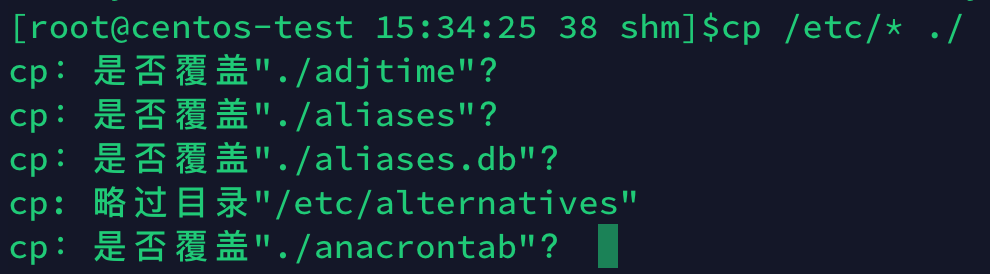 [root@centos-test 15:34:25 38 shm]$cp /etc/* ./
cp：是否覆盖"./adjtime"?
cp：是否覆盖"./aliases"?
cp：是否覆盖"./aliases.db"?
cp: 略过目录"/etc/alternatives"
cp：是否覆盖"./anacrontab"?